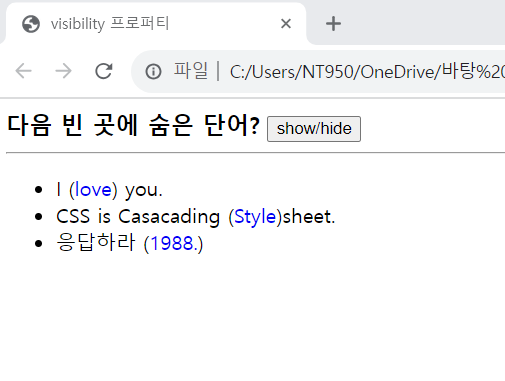 visibility 프로퍼티
파일 | C:/Users/NT950/OneDrive/바탕%20
다음 빈 곳에 숨은 단어? show/hide
I (love) you.
CSS is Casacading (Style)sheet.
응답하라 (1988.)